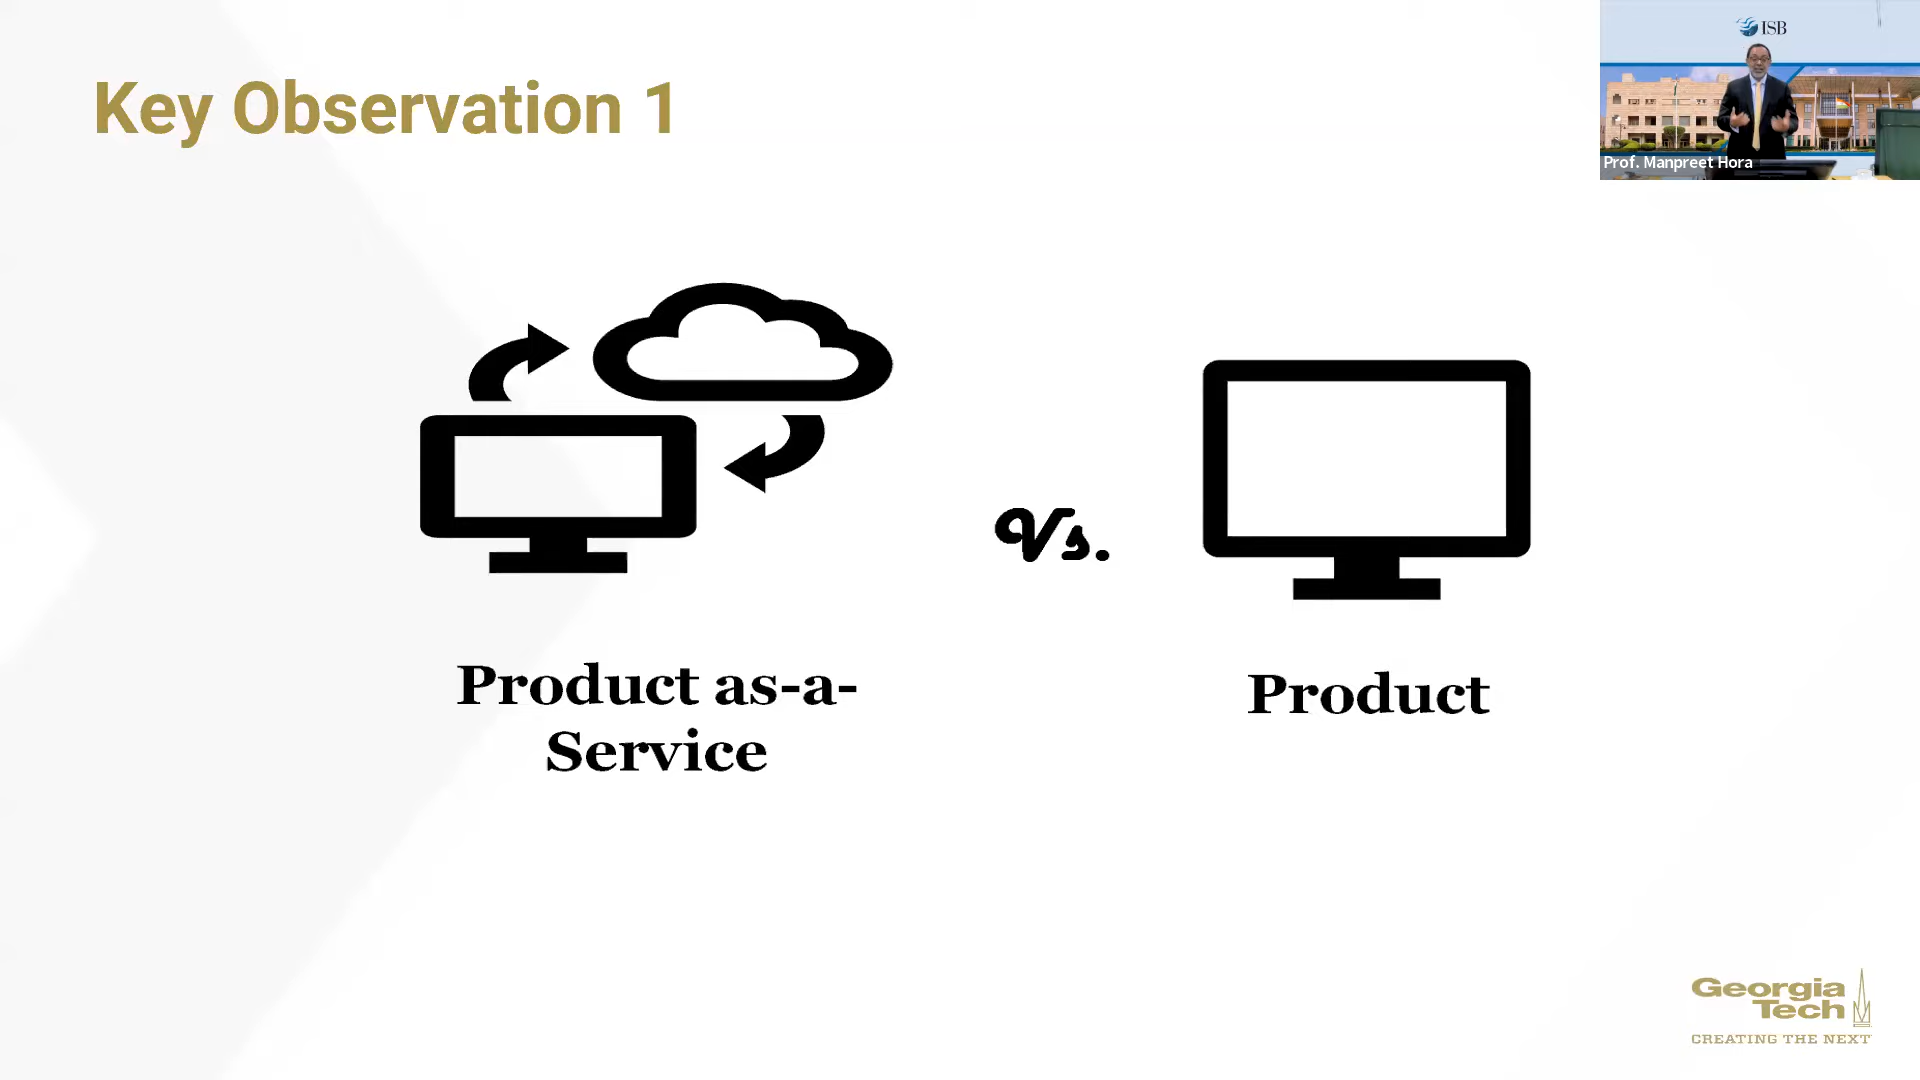 Key Observation 1
ISB
Prof. Manpreet Hora
Vs.
Product as-a-
Service
Product
Georgia
Tech
CREATING THE NEXT